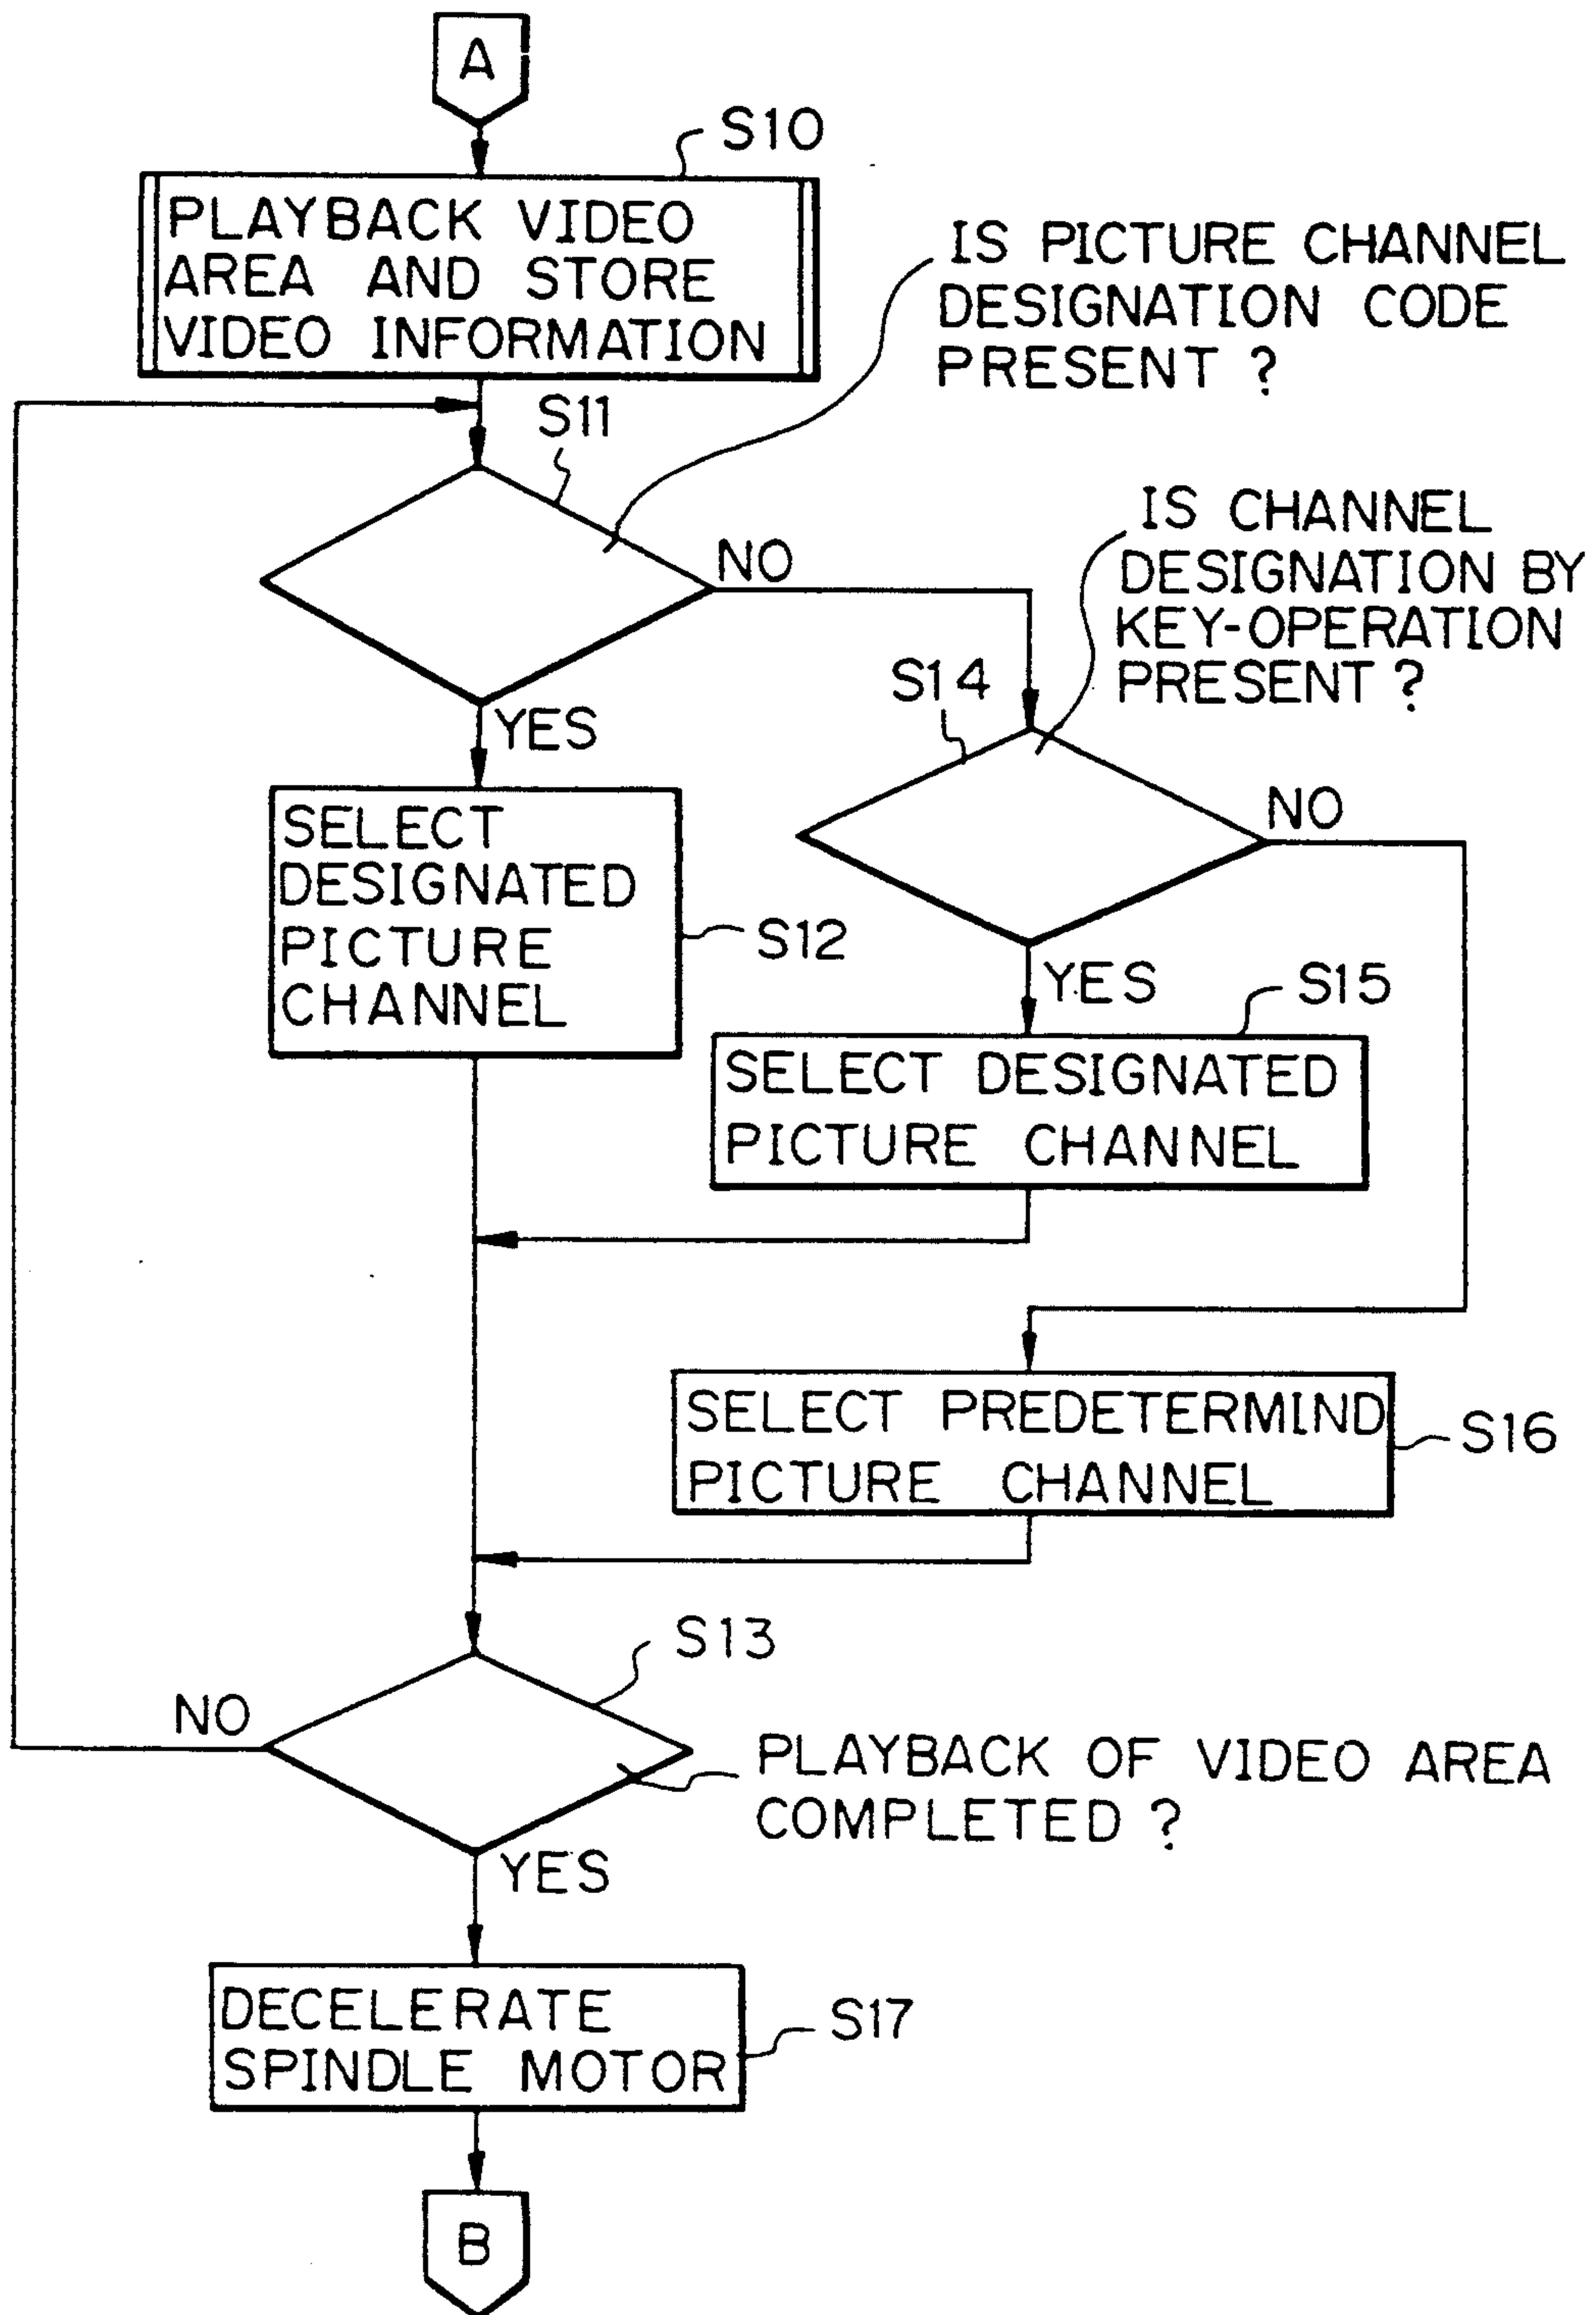 A
S10
PLAYBACK VIDEO
AREA AND STORE
VIDEO INFORMATION
IS PICTURE CHANNEL
DESIGNATION CODE
PRESENT ?
S11
NO
YES
IS CHANNEL
DESIGNATION BY
KEY-OPERATION
PRESENT ?
S14
NO
YES
SELECT
DESIGNATED
PICTURE
CHANNEL
S12
S15
SELECT DESIGNATED
PICTURE CHANNEL
SELECT PREDETERMIND
PICTURE CHANNEL
S16
S13
NO
PLAYBACK OF VIDEO AREA
COMPLETED ?
YES
DECELERATE
SPINDLE MOTOR
S17
B